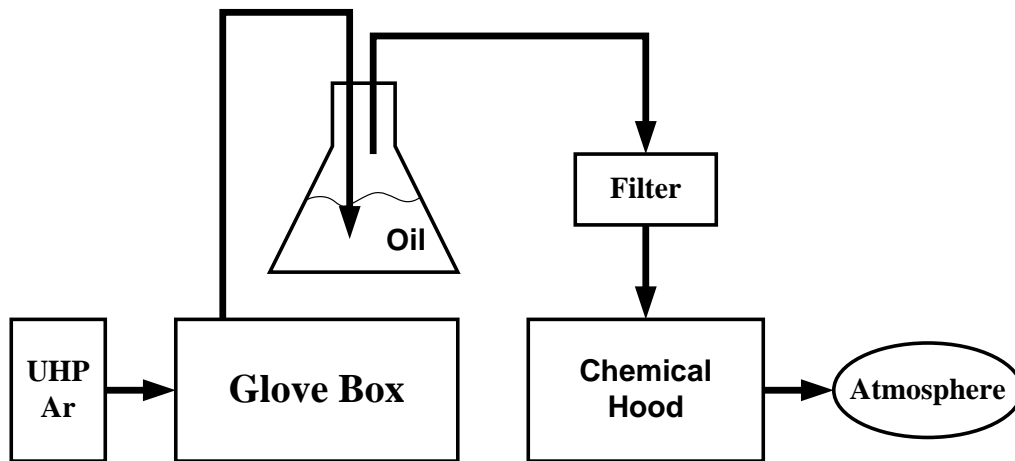 Oil
Filter
UHP
Ar
Glove Box
Chemical
Hood
Atmosphere